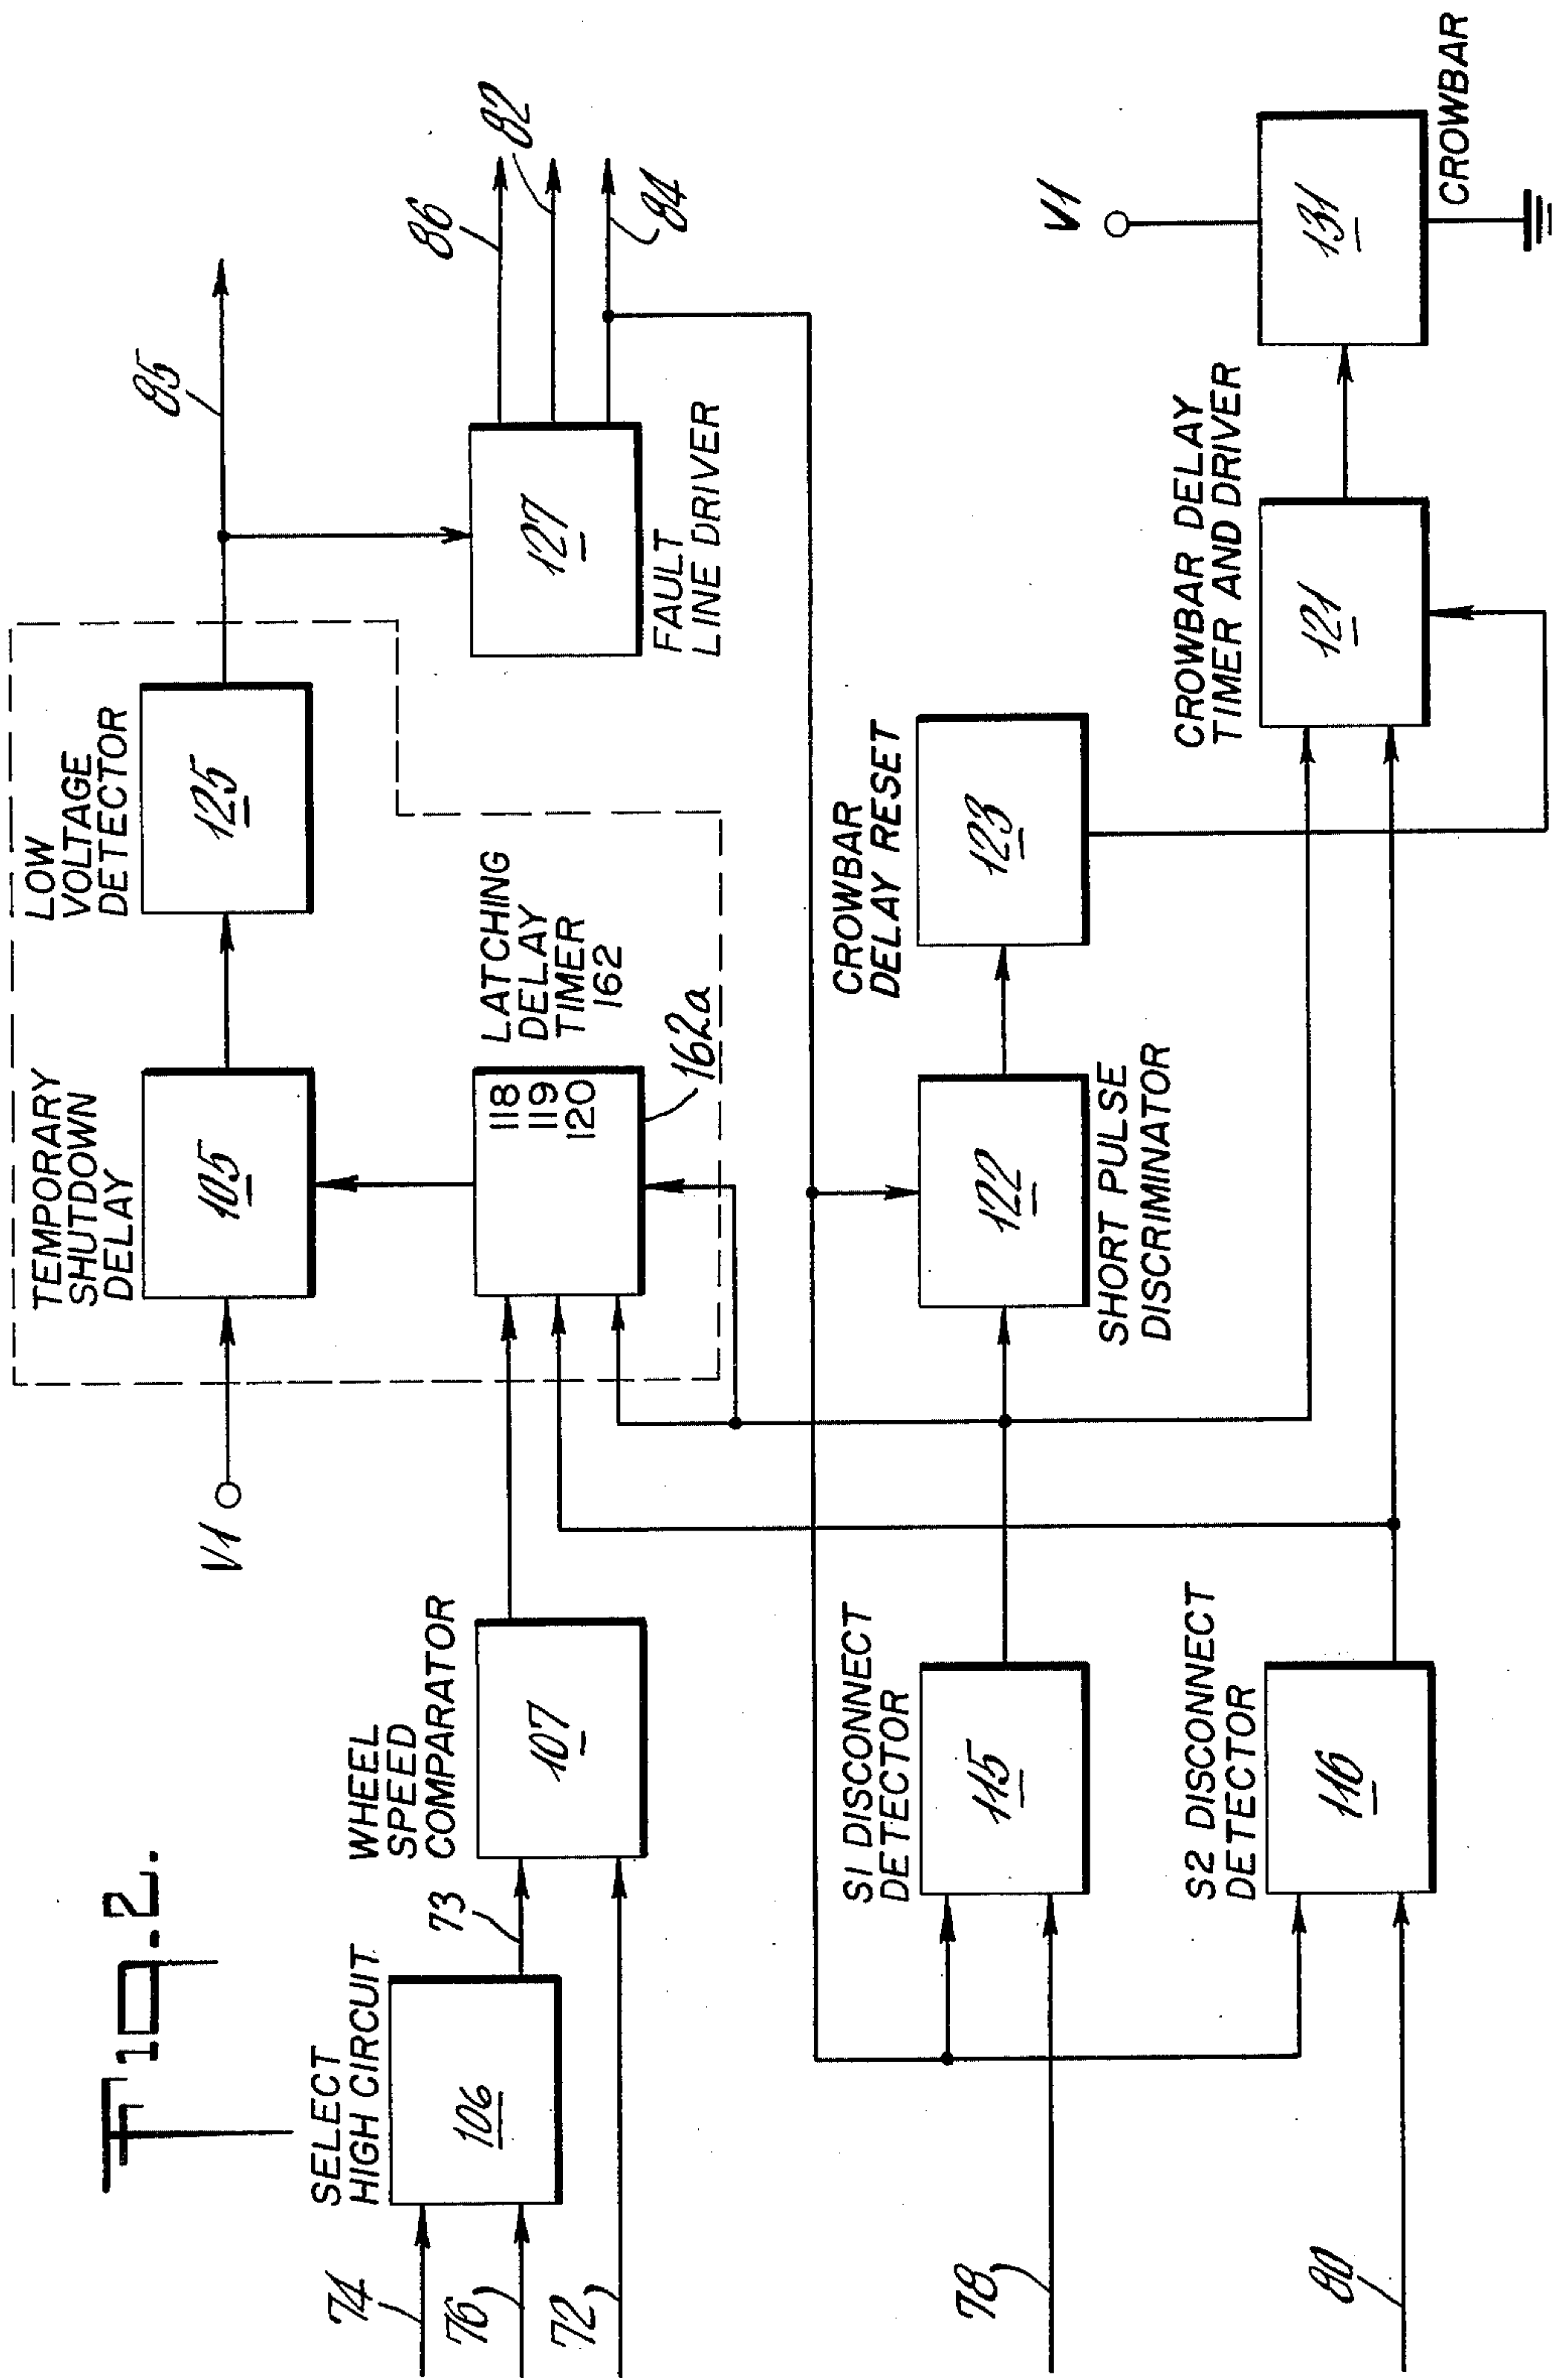 Fig. 2.
SELECT
HIGH CIRCUIT
106
74
76
72
73
WHEEL
SPEED
COMPARATOR
107
V1
TEMPORARY
SHUTDOWN
DELAY
105
LOW
VOLTAGE
DETECTOR
125
85
118
119
120
LATCHING
DELAY
TIMER
162
162a
127
FAULT
LINE DRIVER
86
82
84
78
S1 DISCONNECT
DETECTOR
115
122
SHORT PULSE
DISCRIMINATOR
CROWBAR
DELAY RESET
123
80
S2 DISCONNECT
DETECTOR
116
CROWBAR DELAY
TIMER AND DRIVER
121
V1
131
CROWBAR